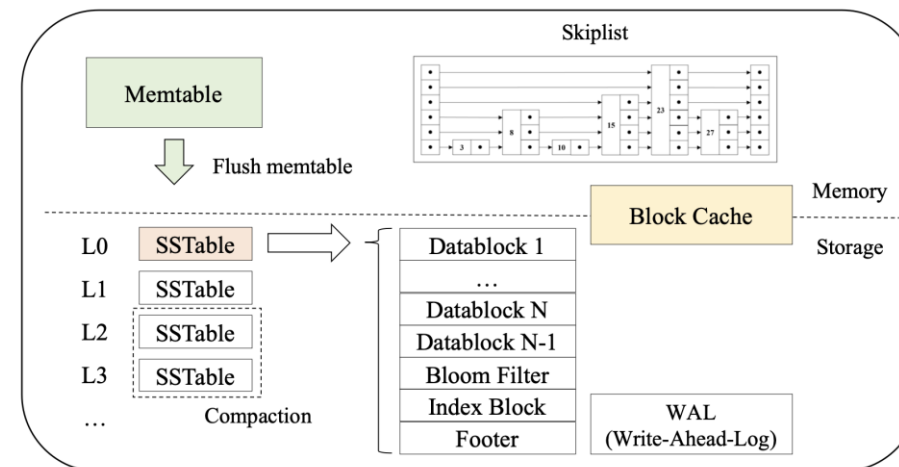 Skiplist
Memtable
3
8
10
15
23
27
Flush memtable
Memory
Block Cache
Storage
L0
SSTable
Datablock 1
L1
SSTable
...
L2
SSTable
Datablock N
Datablock N-1
L3
SSTable
Bloom Filter
...
Compaction
Index Block
Footer
WAL
(Write-Ahead-Log)